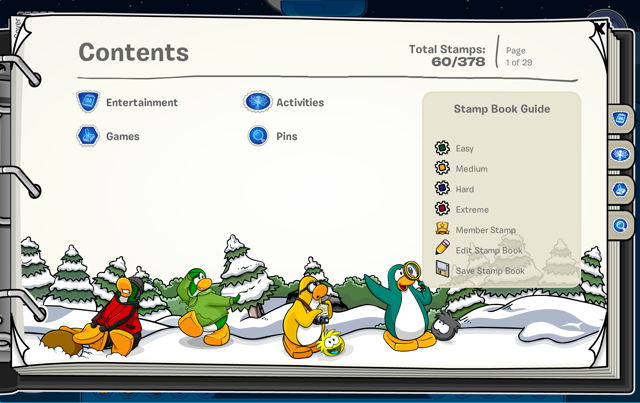 Contents
Total Stamps:
60/378
Page
1 of 29
Entertainment
Activities
Games
Pins
Stamp Book Guide
Easy
Medium
Hard
Extreme
Member Stamp
Edit Stamp Book
Save Stamp Book